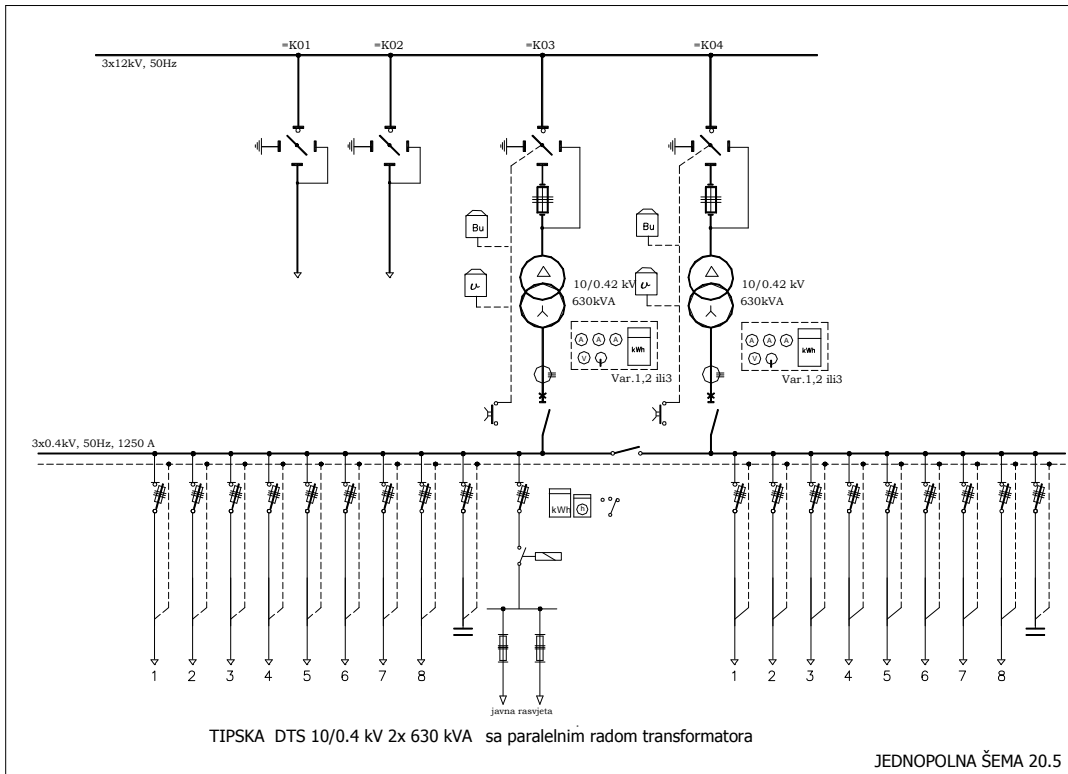 =K01
=K02
=K03
=K04
3x12kV, 50Hz
Bu
Bu
10/0.42 kV
630kVA
10/0.42 kV
630kVA
A A A
kWh
V
Var.1,2 ili3
A A A
kWh
V
Var.1,2 ili3
3x0.4kV, 50Hz, 1250 A
kWh
h
1 2 3 4 5 6 7 8
1 2 3 4 5 6 7 8
javna rasvjeta
TIPSKA DTS 10/0.4 kV 2x 630 kVA sa paralelnim radom transformatora
JEDNOPOLNA ŠEMA 20.5